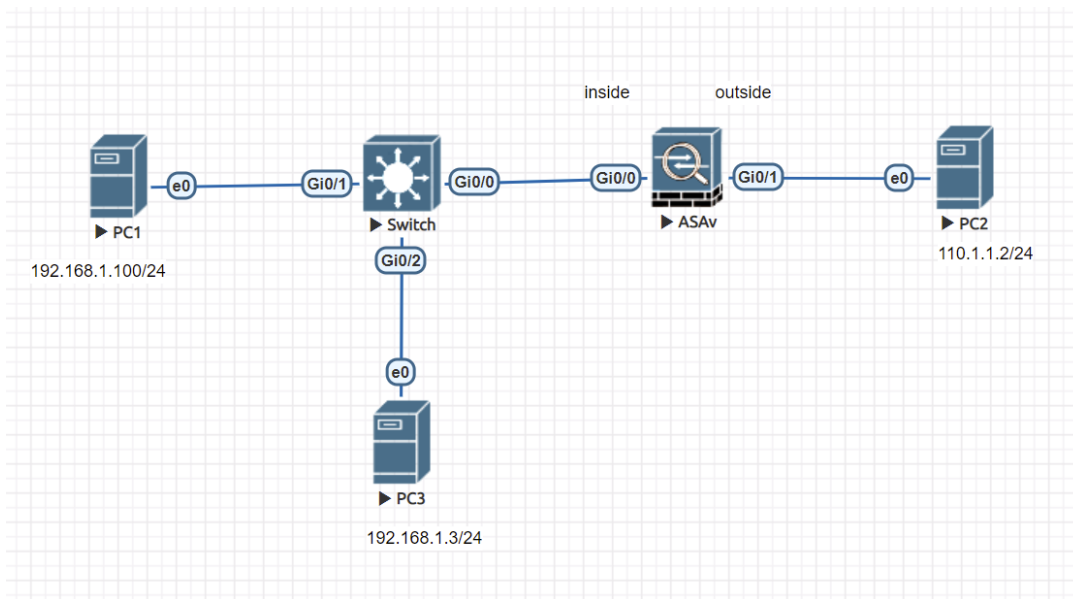 inside
outside
e0
Gi0/1
Gi0/0
Gi0/0
Gi0/1
e0
PC1
Switch
ASAv
PC2
192.168.1.100/24
110.1.1.2/24
Gi0/2
e0
PC3
192.168.1.3/24